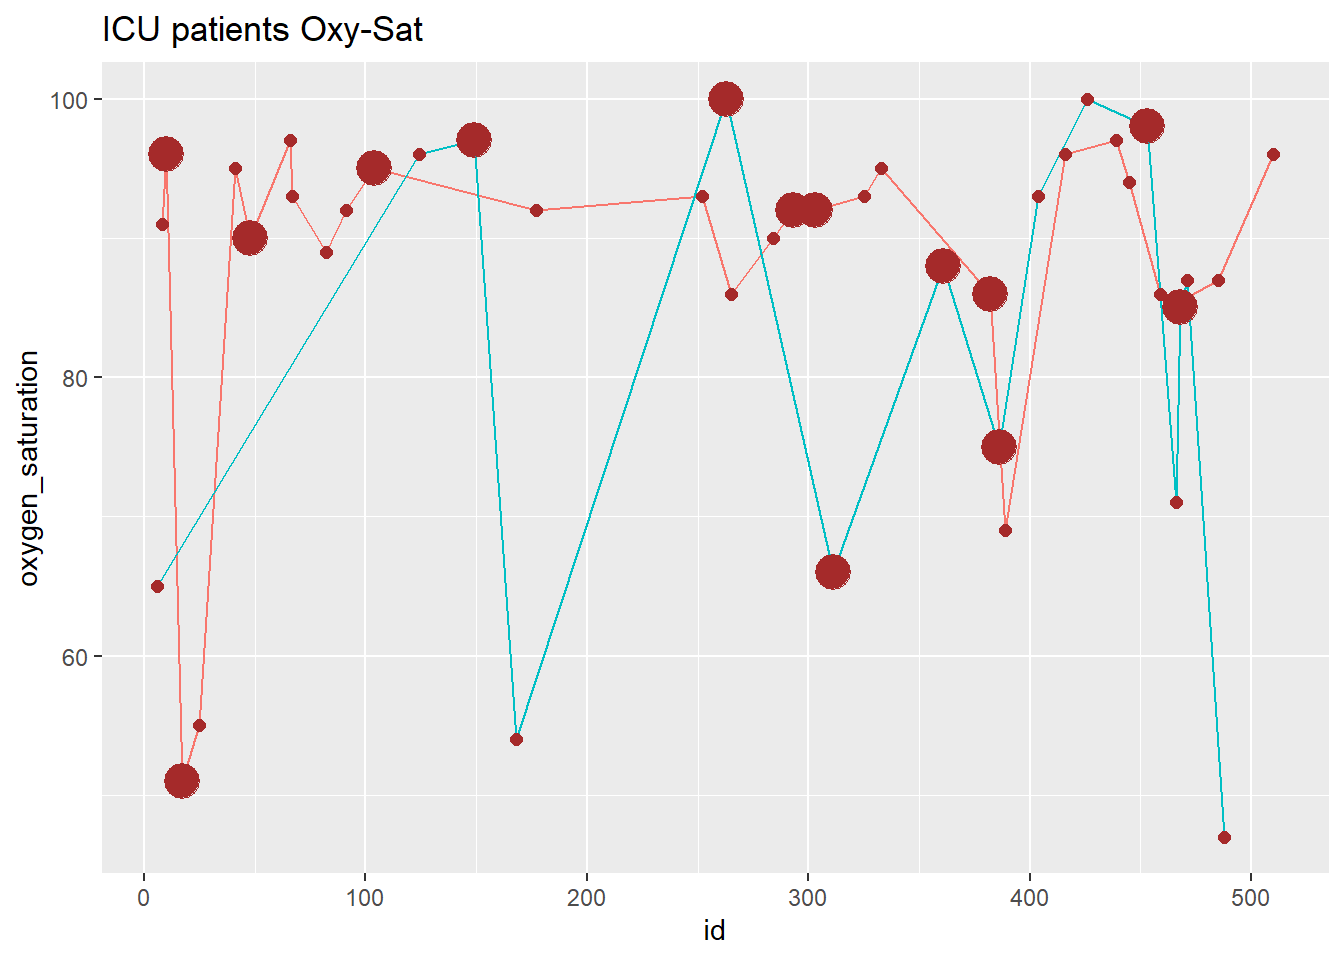 ICU patients Oxy-Sat
100
80
60
oxygen_saturation
0 100 200 300 400 500
id